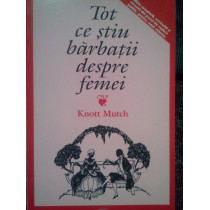 Tot
ce știu
bărbații
despre
femei
Knott Mutch